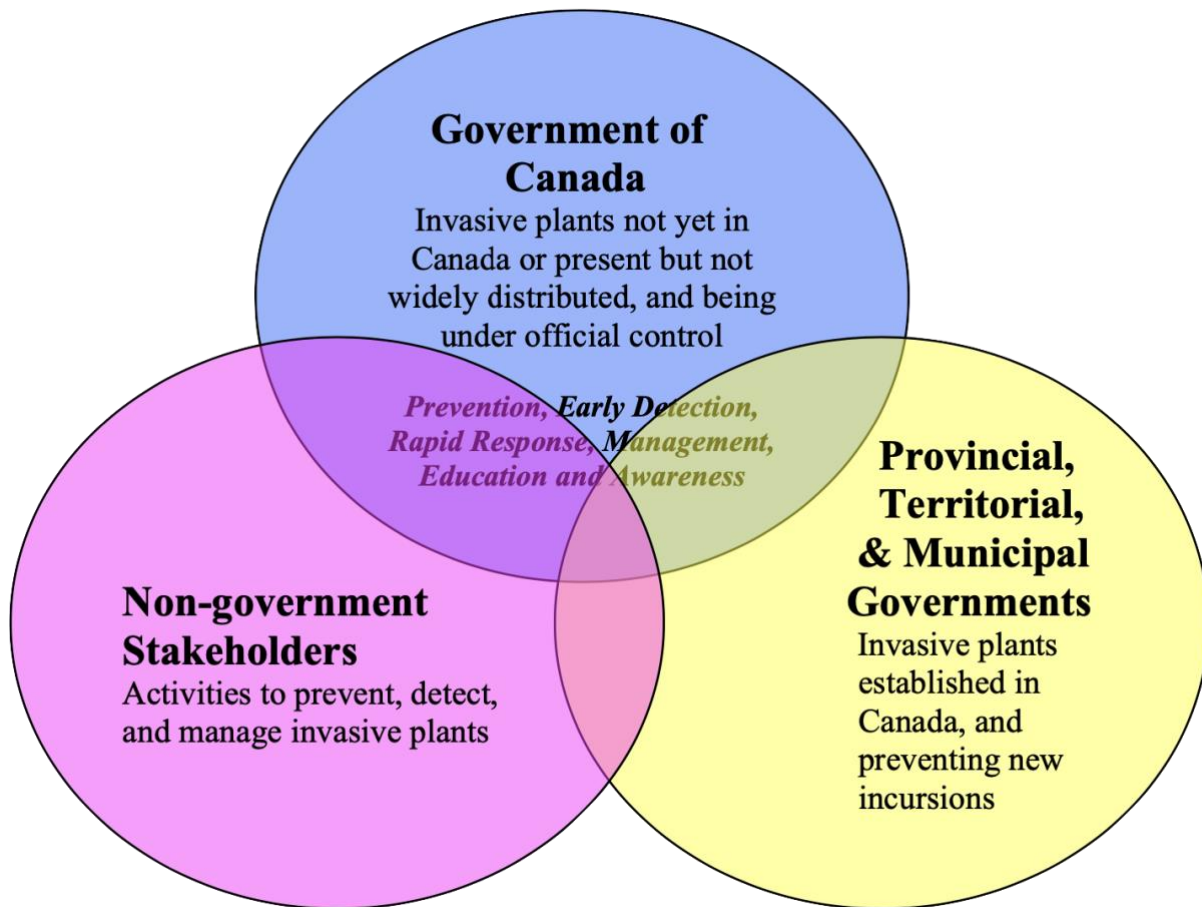 Government of
Canada
Invasive plants not yet in
Canada or present but not
widely distributed, and being
under official control
Prevention, Early Detection,
Rapid Response, Management,
Education and Awareness
Non-government
Stakeholders
Activities to prevent, detect,
and manage invasive plants
Provincial,
Territorial,
& Municipal
Governments
Invasive plants
established in
Canada, and
preventing new
incursions